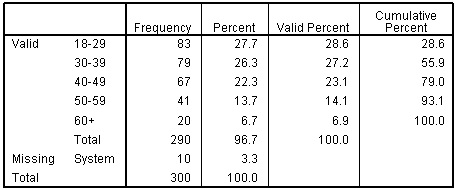 Frequency Percent Valid Percent Cumulative Percent
Valid 18-29 83 27.7 28.6 28.6
30-39 79 26.3 27.2 55.9
40-49 67 22.3 23.1 79.0
50-59 41 13.7 14.1 93.1
60+ 20 6.7 6.9 100.0
Total 290 96.7 100.0
Missing System 10 3.3
Total 300 100.0